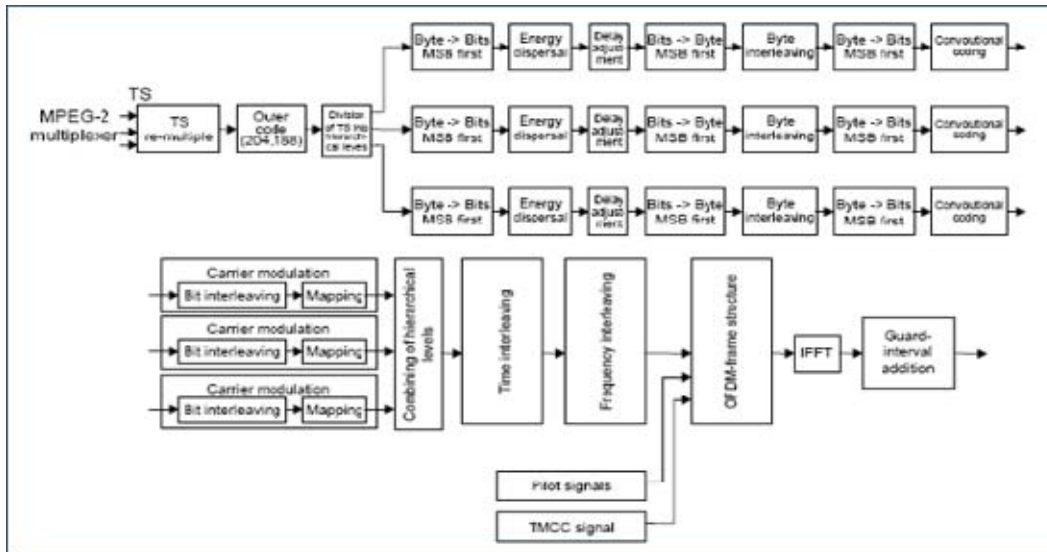 TS
MPEG-2
multiplexer
TS
re-multiple
Outer
code
(204,188)
Division
of TS into
hierarchi-
cal levels
Byte -> Bits
MSB first
Energy
dispersal
Delay
adjust
ment
Bits -> Byte
MSB first
Byte
interleaving
Byte -> Bits
MSB first
Convoutional
coding
Byte -> Bits
MSB first
Energy
dispersal
Delay
adjust
ment
Bits -> Byte
MSB first
Byte
interleaving
Byte -> Bits
MSB first
Convoutional
coding
Byte -> Bits
MSB first
Energy
dispersal
Delay
adjust
ment
Bits -> Byte
MSB first
Byte
interleaving
Byte -> Bits
MSB first
Convoutional
coding
Carrier modulation
Bit interleaving
Mapping
Carrier modulation
Bit interleaving
Mapping
Carrier modulation
Bit interleaving
Mapping
Combining of hierarchical
levels
Time interleaving
Frequency interleaving
OFDM-frame structure
IFFT
Guard-
interval
addition
Pilot signals
TMCC signal